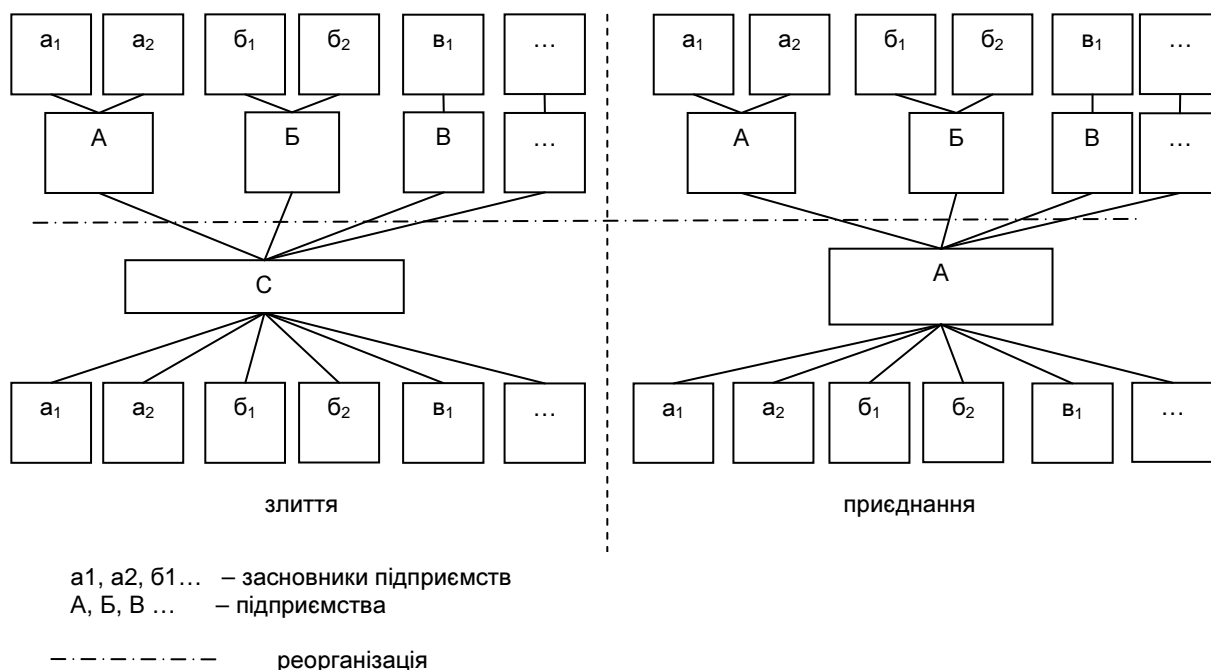 а₁ а₂ б₁ б₂ в₁ … а₁ а₂ б₁ б₂ в₁ …
А Б В … А Б В …
С А
а₁ а₂ б₁ б₂ в₁ … а₁ а₂ б₁ б₂ в₁ …
злиття приєднання
а1, а2, б1… – засновники підприємств
А, Б, В … – підприємства
реорганізація